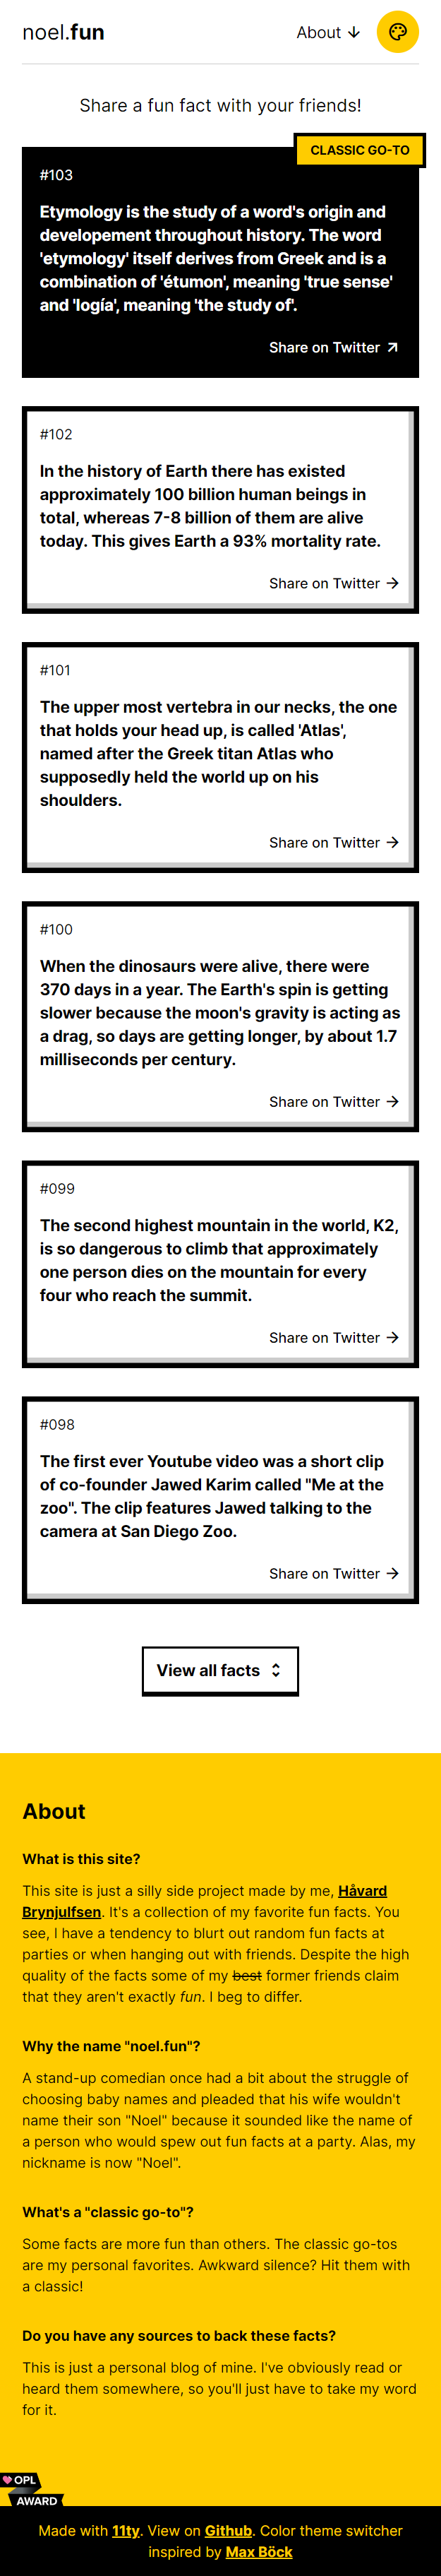 noel.fun
About
Share a fun fact with your friends!
CLASSIC GO-TO
#103
Etymology is the study of a word's origin and
developement throughout history. The word
'etymology' itself derives from Greek and is a
combination of 'étumon', meaning 'true sense'
and 'logía', meaning 'the study of'.
Share on Twitter
#102
In the history of Earth there has existed
approximately 100 billion human beings in
total, whereas 7-8 billion of them are alive
today. This gives Earth a 93% mortality rate.
Share on Twitter
#101
The upper most vertebra in our necks, the one
that holds your head up, is called 'Atlas',
named after the Greek titan Atlas who
supposedly held the world up on his
shoulders.
Share on Twitter
#100
When the dinosaurs were alive, there were
370 days in a year. The Earth's spin is getting
slower because the moon's gravity is acting as
a drag, so days are getting longer, by about 1.7
milliseconds per century.
Share on Twitter
#099
The second highest mountain in the world, K2,
is so dangerous to climb that approximately
one person dies on the mountain for every
four who reach the summit.
Share on Twitter
#098
The first ever Youtube video was a short clip
of co-founder Jawed Karim called "Me at the
zoo". The clip features Jawed talking to the
camera at San Diego Zoo.
Share on Twitter
View all facts
About
What is this site?
This site is just a silly side project made by me, Håvard
Brynjulfsen. It's a collection of my favorite fun facts. You
see, I have a tendency to blurt out random fun facts at
parties or when hanging out with friends. Despite the high
quality of the facts some of my best former friends claim
that they aren't exactly fun. I beg to differ.
Why the name "noel.fun"?
A stand-up comedian once had a bit about the struggle of
choosing baby names and pleaded that his wife wouldn't
name their son "Noel" because it sounded like the name of
a person who would spew out fun facts at a party. Alas, my
nickname is now "Noel".
What's a "classic go-to"?
Some facts are more fun than others. The classic go-tos
are my personal favorites. Awkward silence? Hit them with
a classic!
Do you have any sources to back these facts?
This is just a personal blog of mine. I've obviously read or
heard them somewhere, so you'll just have to take my word
for it.
OPL
AWARD
Made with 11ty. View on Github. Color theme switcher
inspired by Max Böck